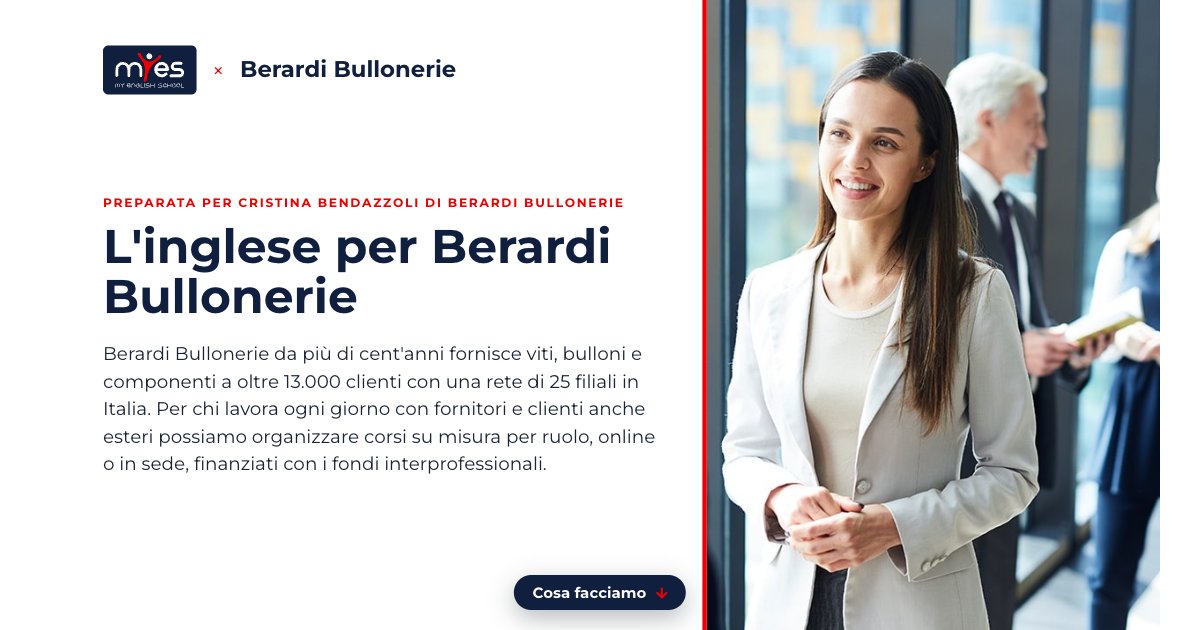 myes
MY ENGLISH SCHOOL
× Berardi Bullonerie
PREPARATA PER CRISTINA BENDAZZOLI DI BERARDI BULLONERIE
L'inglese per Berardi
Bullonerie
Berardi Bullonerie da più di cent'anni fornisce viti, bulloni e
componenti a oltre 13.000 clienti con una rete di 25 filiali in
Italia. Per chi lavora ogni giorno con fornitori e clienti anche
esteri possiamo organizzare corsi su misura per ruolo, online
o in sede, finanziati con i fondi interprofessionali.
Cosa facciamo ↓